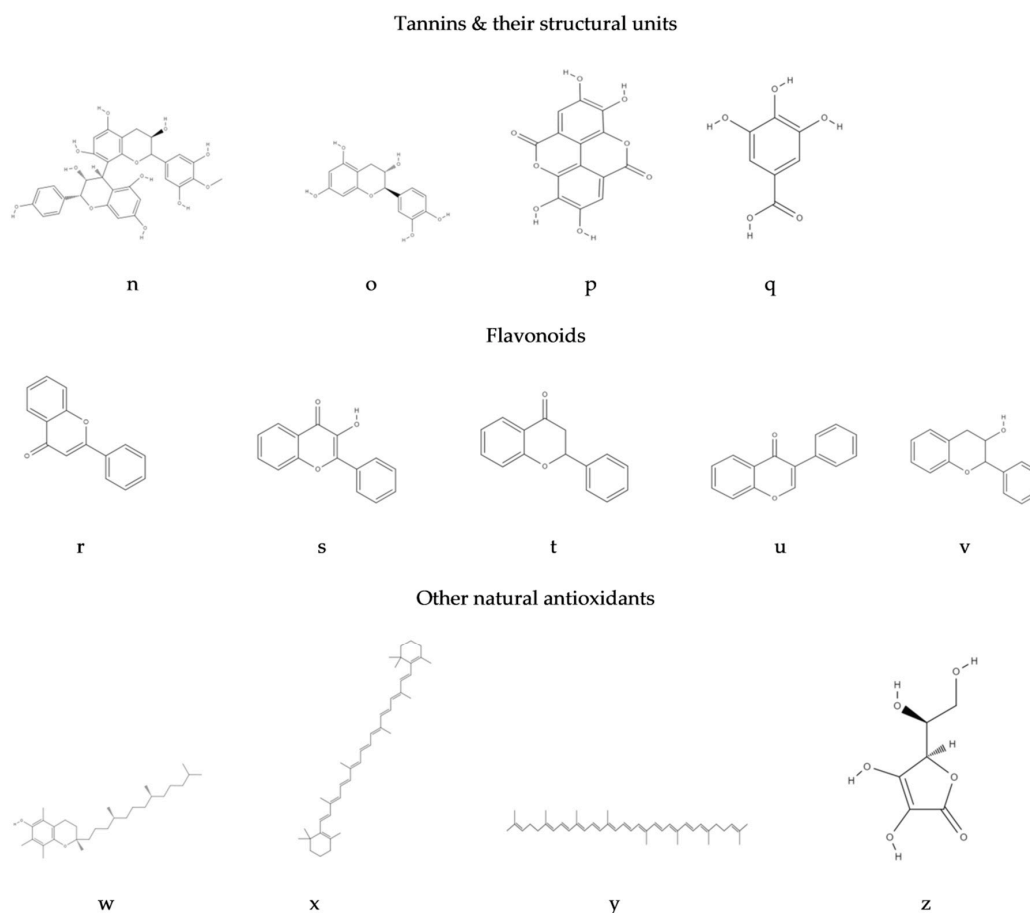 Tannins & their structural units
n o p q
Flavonoids
r s t u v
Other natural antioxidants
w x y z